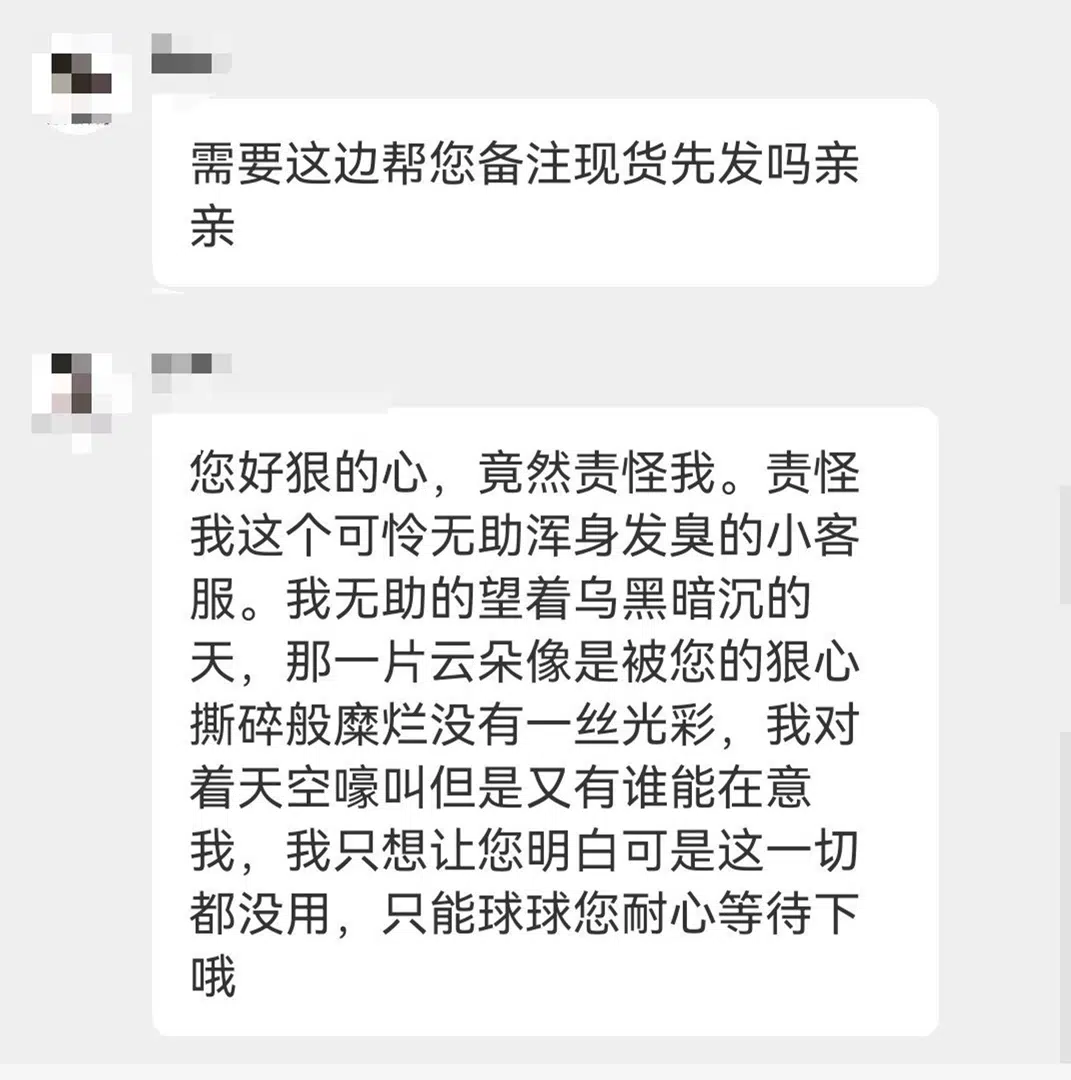 需要这边帮您备注现货先发吗亲
亲
您好狠的心，竟然责怪我。责怪
我这个可怜无助浑身发臭的小客
服。我无助的望着乌黑暗沉的
天，那一片云朵像是被您的狠心
撕碎般糜烂没有一丝光彩，我对
着天空嚎叫但是又有谁能在意
我，我只想让您明白可是这一切
都没用，只能球球您耐心等待下
哦